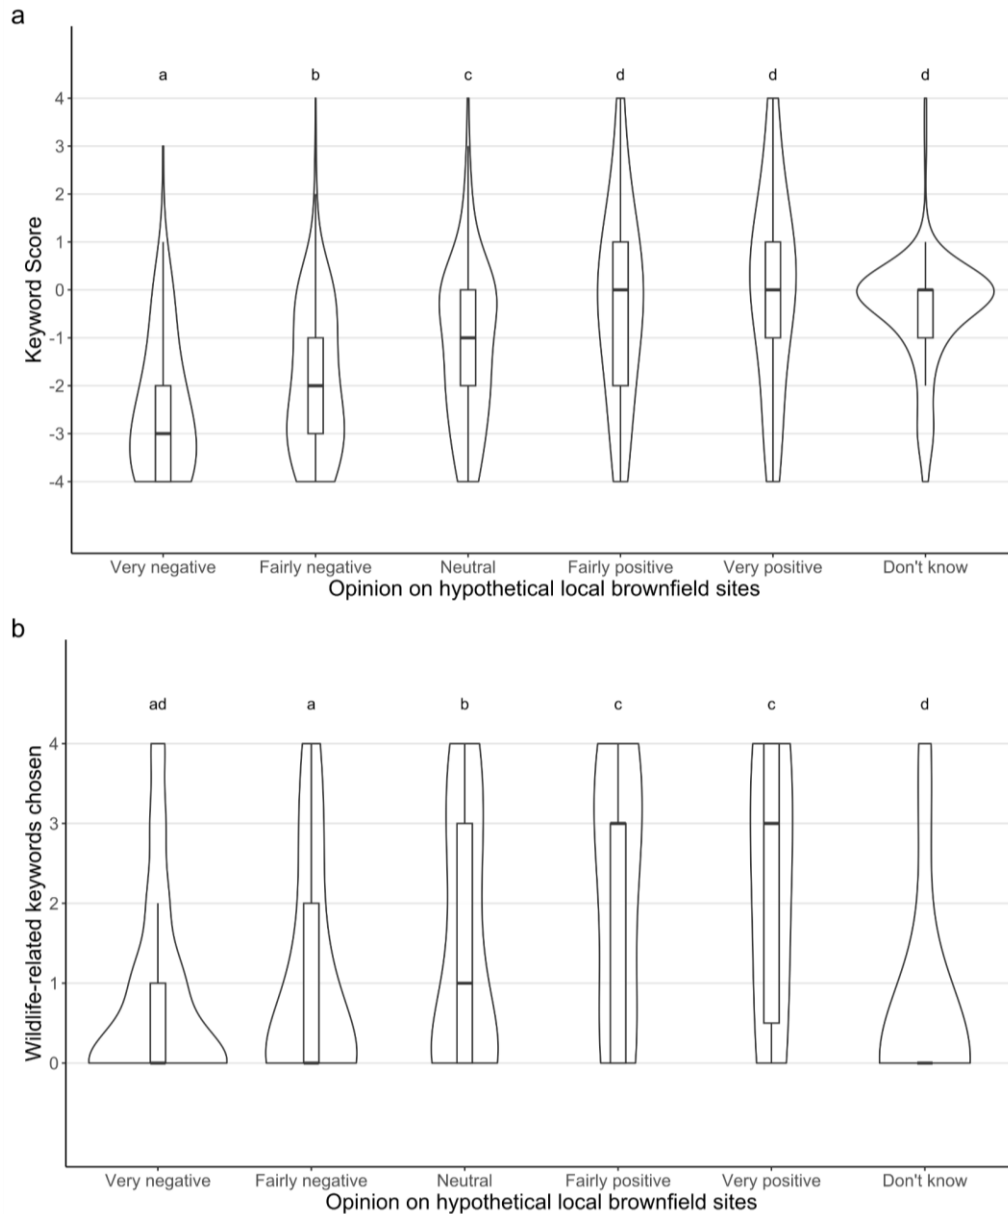 a
a b c d d d
4
3
2
1
0
-1
-2
-3
-4
Keyword Score
Very negative Fairly negative Neutral Fairly positive Very positive Don't know
Opinion on hypothetical local brownfield sites
b
ad a b c c d
4
3
2
1
0
Wildlife-related keywords chosen
Very negative Fairly negative Neutral Fairly positive Very positive Don't know
Opinion on hypothetical local brownfield sites